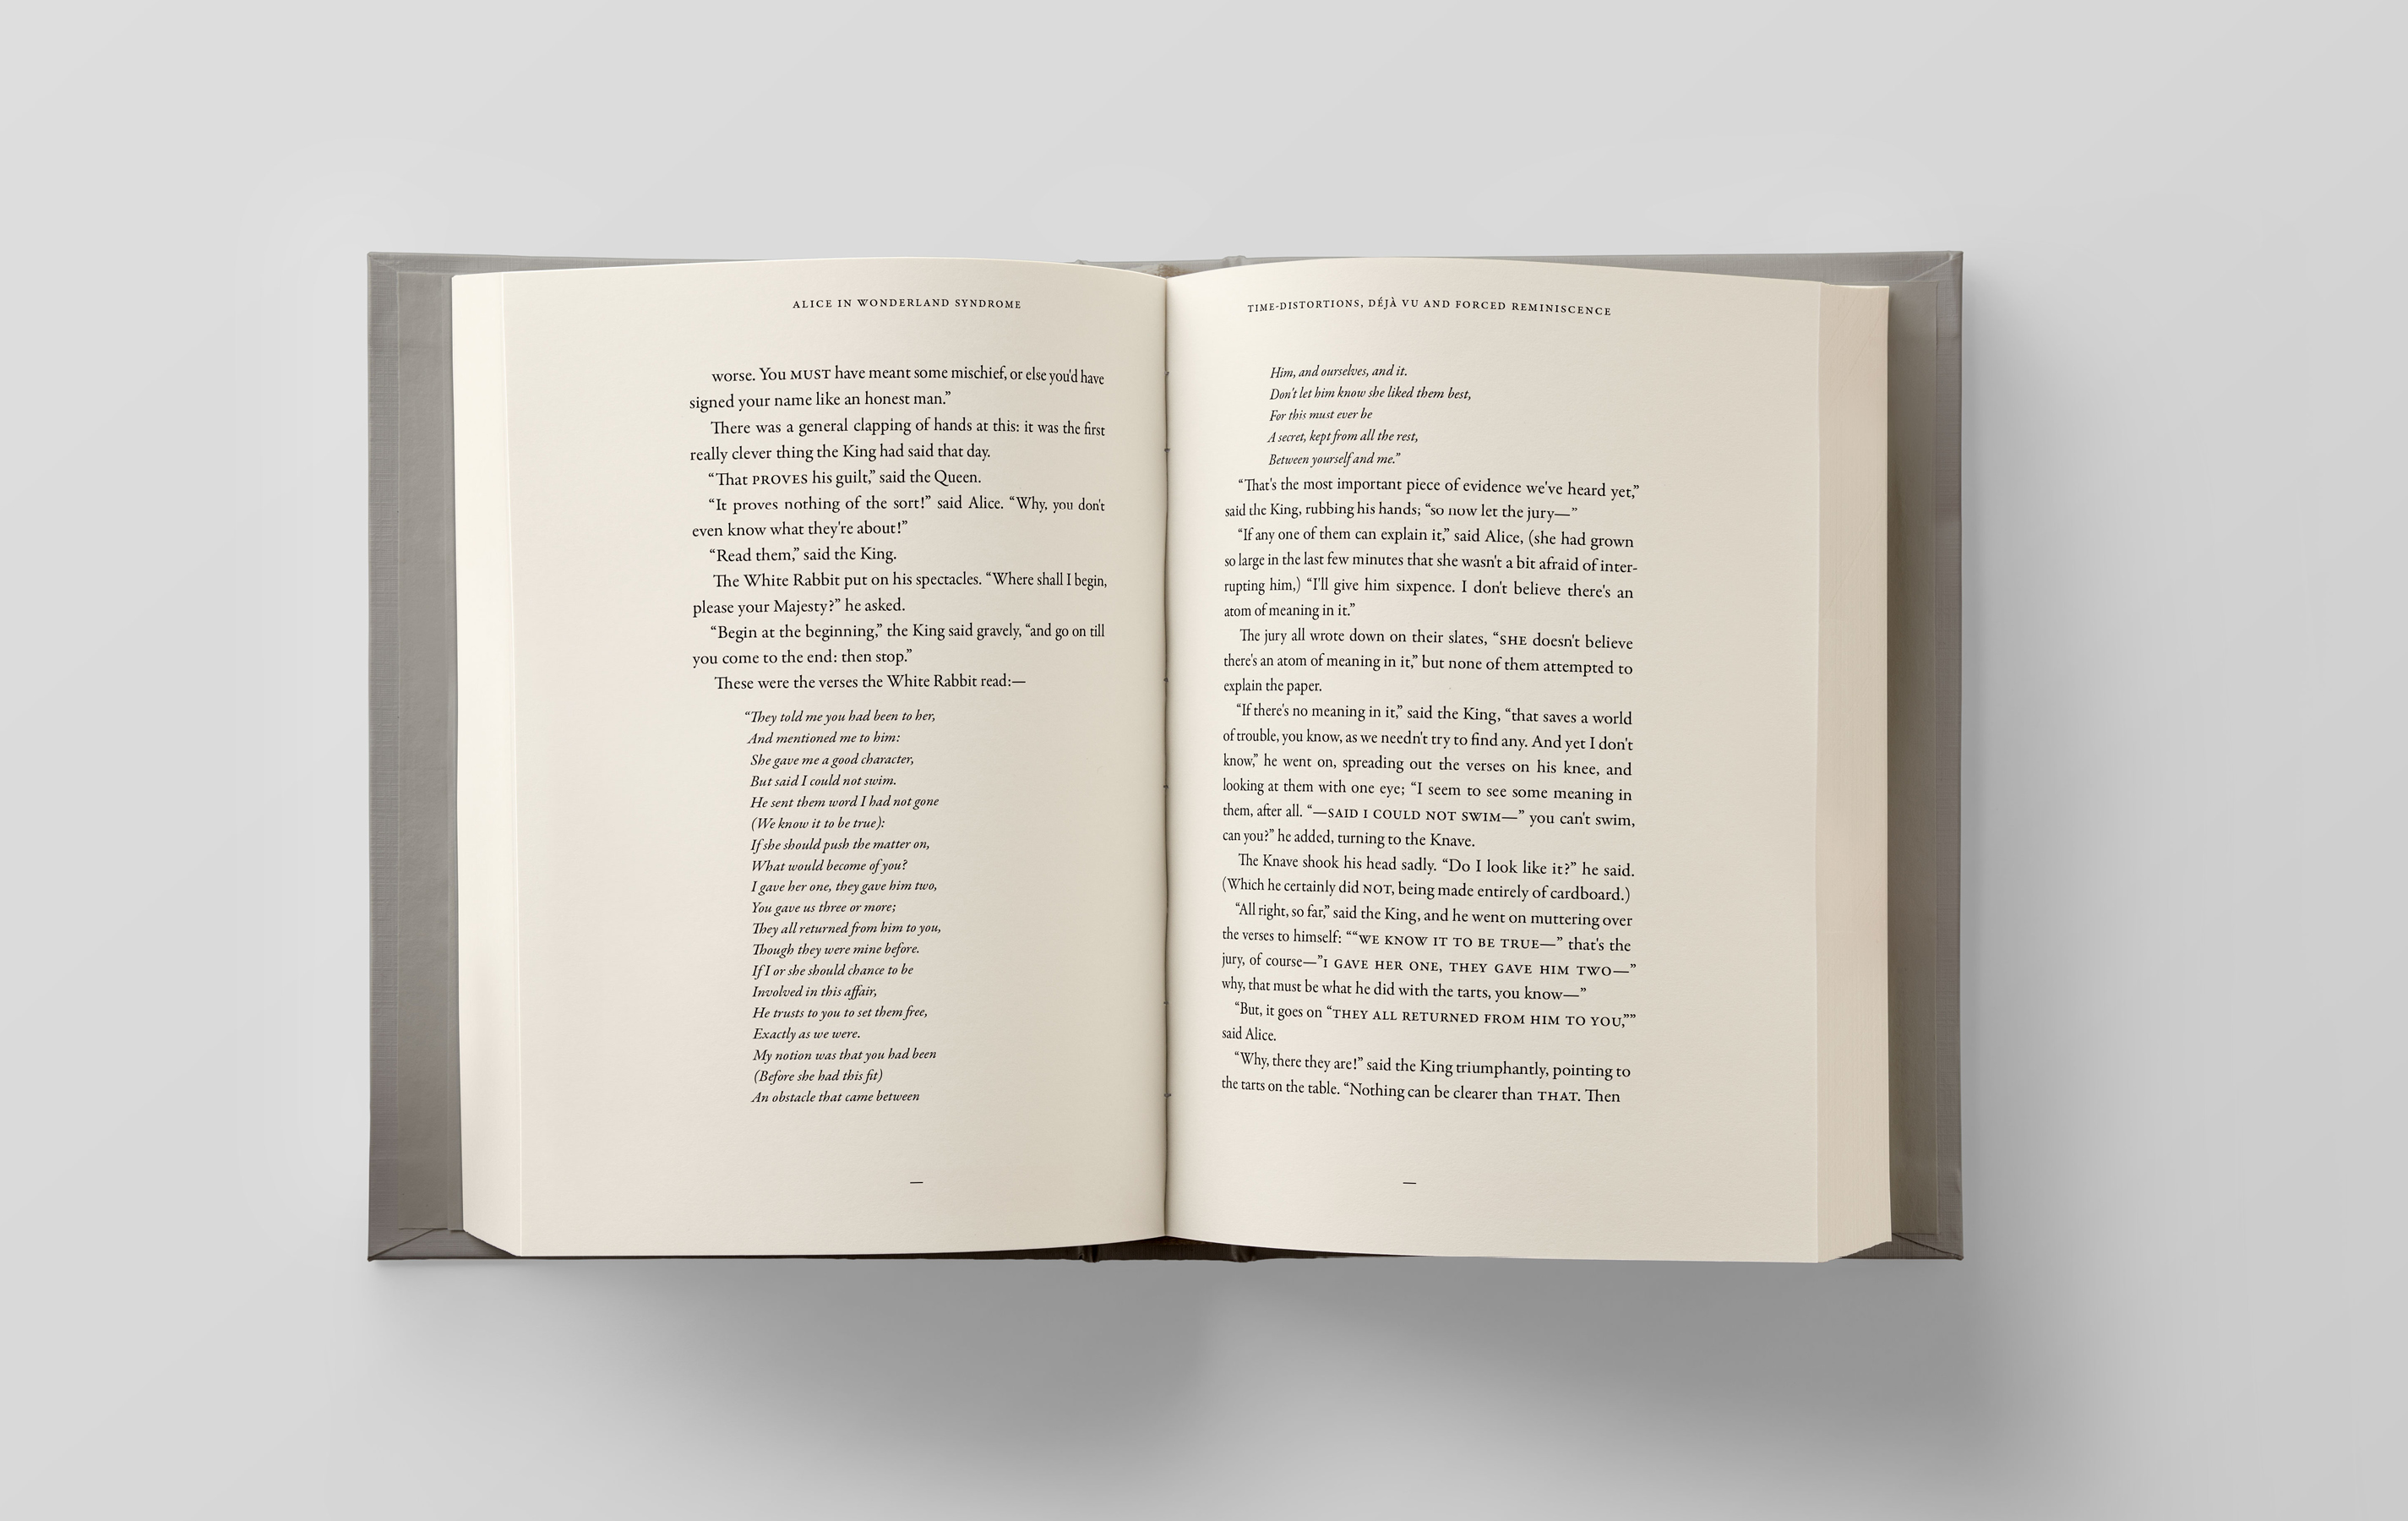 ALICE IN WONDERLAND SYNDROME
worse. You MUST have meant some mischief, or else you'd have
signed your name like an honest man.”
There was a general clapping of hands at this: it was the first
really clever thing the King had said that day.
“That PROVES his guilt,” said the Queen.
“It proves nothing of the sort!” said Alice. “Why, you don't
even know what they're about!”
“Read them,” said the King.
The White Rabbit put on his spectacles. “Where shall I begin,
please your Majesty?” he asked.
“Begin at the beginning,” the King said gravely, “and go on till
you come to the end: then stop.”
These were the verses the White Rabbit read:—
“They told me you had been to her,
And mentioned me to him:
She gave me a good character,
But said I could not swim.
He sent them word I had not gone
(We know it to be true):
If she should push the matter on,
What would become of you?
I gave her one, they gave him two,
You gave us three or more;
They all returned from him to you,
Though they were mine before.
If I or she should chance to be
Involved in this affair,
He trusts to you to set them free,
Exactly as we were.
My notion was that you had been
(Before she had this fit)
An obstacle that came between
—
TIME-DISTORTIONS, DÉJÀ VU AND FORCED REMINISCENCE
Him, and ourselves, and it.
Don't let him know she liked them best,
For this must ever be
A secret, kept from all the rest,
Between yourself and me.”
“That's the most important piece of evidence we've heard yet,”
said the King, rubbing his hands; “so now let the jury—”
“If any one of them can explain it,” said Alice, (she had grown
so large in the last few minutes that she wasn't a bit afraid of inter-
rupting him,) “I'll give him sixpence. I don't believe there's an
atom of meaning in it.”
The jury all wrote down on their slates, “SHE doesn't believe
there's an atom of meaning in it,” but none of them attempted to
explain the paper.
“If there's no meaning in it,” said the King, “that saves a world
of trouble, you know, as we needn't try to find any. And yet I don't
know,” he went on, spreading out the verses on his knee, and
looking at them with one eye; “I seem to see some meaning in
them, after all. “—SAID I COULD NOT SWIM—” you can't swim,
can you?” he added, turning to the Knave.
The Knave shook his head sadly. “Do I look like it?” he said.
(Which he certainly did NOT, being made entirely of cardboard.)
“All right, so far,” said the King, and he went on muttering over
the verses to himself: ““WE KNOW IT TO BE TRUE—” that's the
jury, of course—”I GAVE HER ONE, THEY GAVE HIM TWO—”
why, that must be what he did with the tarts, you know—”
“But, it goes on “THEY ALL RETURNED FROM HIM TO YOU,””
said Alice.
“Why, there they are!” said the King triumphantly, pointing to
the tarts on the table. “Nothing can be clearer than THAT. Then
—